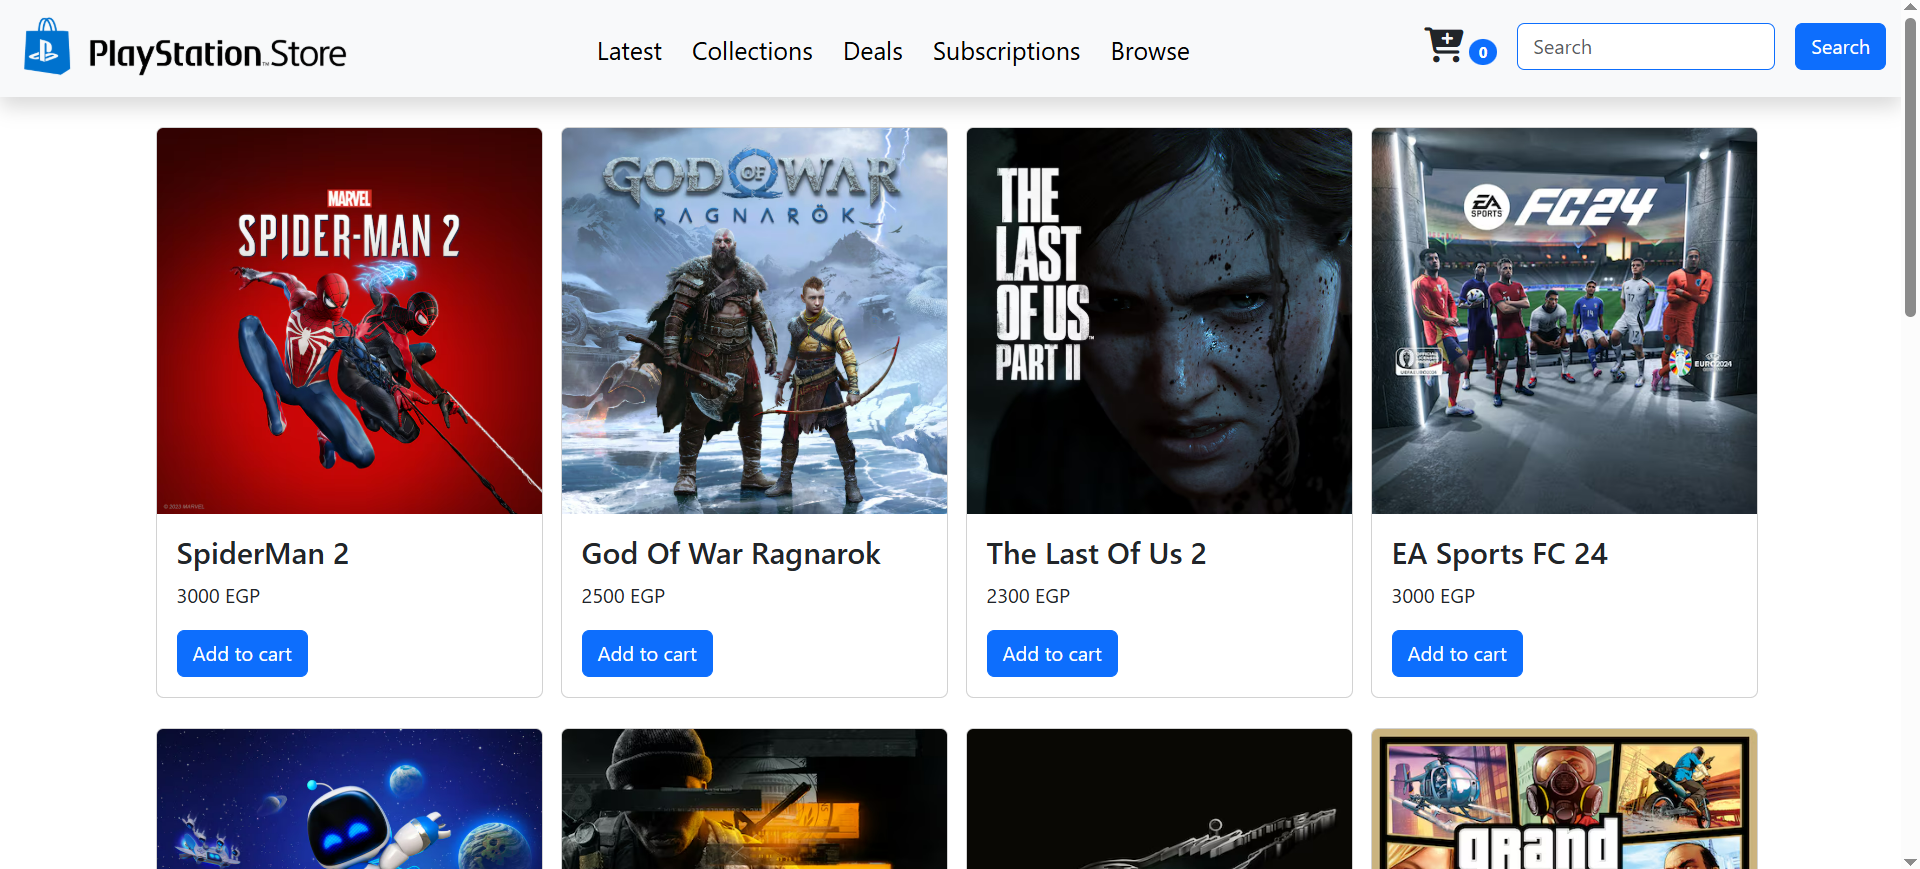 PlayStation Store
Latest
Collections
Deals
Subscriptions
Browse
0
Search
Search
MARVEL
SPIDER-MAN 2
© 2023 MARVEL
GOD OF WAR
RAGNARÖK
THE
LAST
OF US
PART II
EA
SPORTS
FC24
EURO2024
SpiderMan 2
3000 EGP
Add to cart
God Of War Ragnarok
2500 EGP
Add to cart
The Last Of Us 2
2300 EGP
Add to cart
EA Sports FC 24
3000 EGP
Add to cart
grand